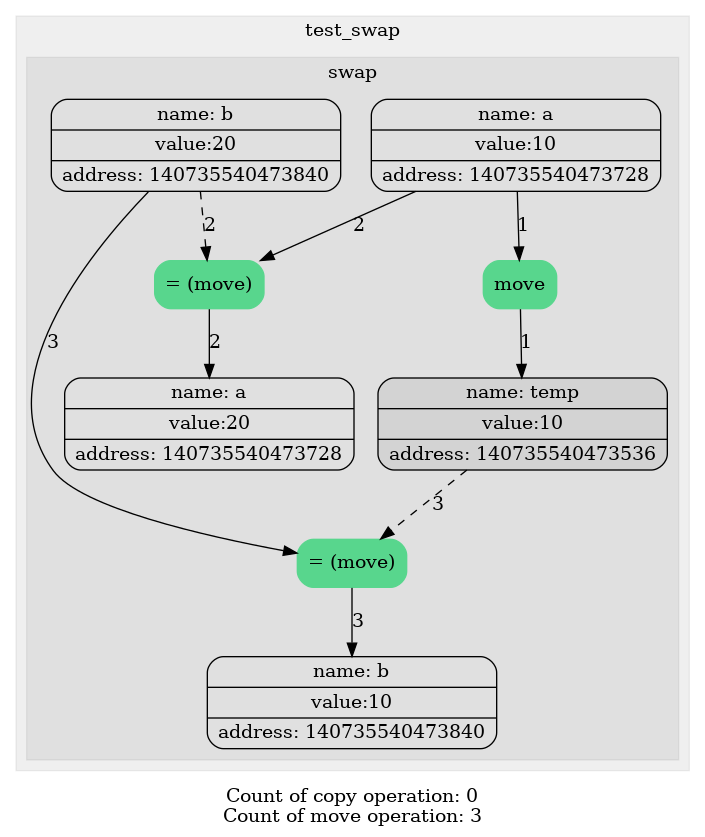 test_swap
swap
name: b
value:20
address: 140735540473840
name: a
value:10
address: 140735540473728
2
2
1
= (move)
move
3
2
1
name: a
value:20
address: 140735540473728
name: temp
value:10
address: 140735540473536
3
= (move)
3
name: b
value:10
address: 140735540473840
Count of copy operation: 0
Count of move operation: 3